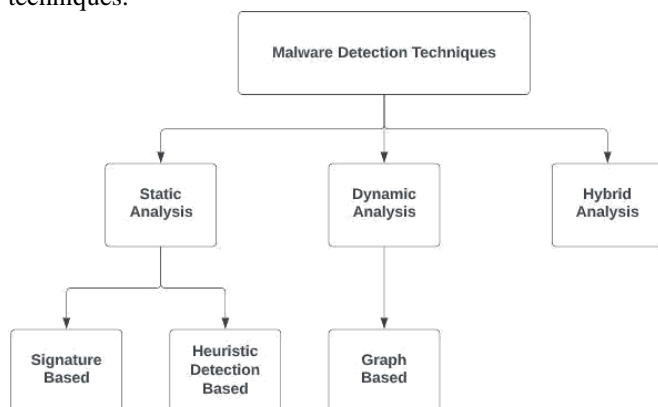 techniques.
Malware Detection Techniques
Static
Analysis
Dynamic
Analysis
Hybrid
Analysis
Signature
Based
Heuristic
Detection
Based
Graph
Based